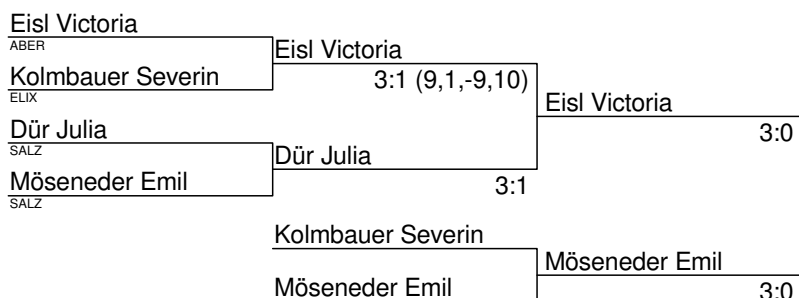 Eisl Victoria
ABER
Eisl Victoria
Kolmbauer Severin
3:1 (9,1,-9,10)
ELIX
Eisl Victoria
Dür Julia
3:0
SALZ
Dür Julia
Möseneder Emil
3:1
SALZ
Kolmbauer Severin
Möseneder Emil
Möseneder Emil
3:0